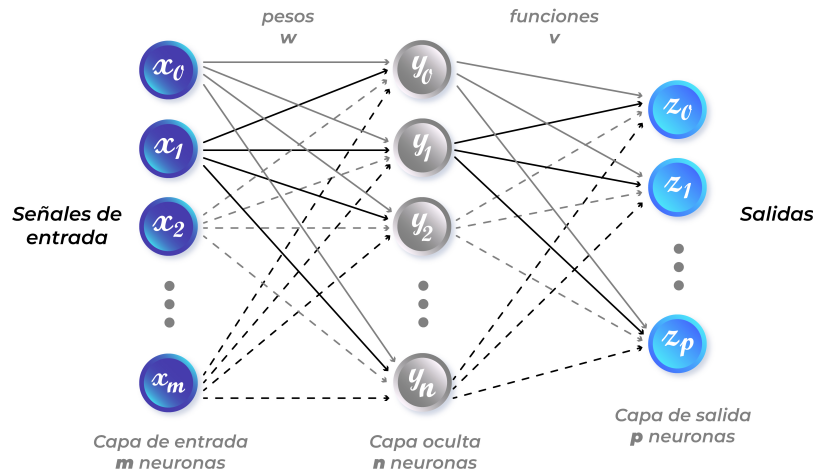 pesos
w
funciones
v
x0
x1
x2
xm
y0
y1
y2
yn
z0
z1
zp
Señales de
entrada
Salidas
Capa de entrada
m neuronas
Capa oculta
n neuronas
Capa de salida
p neuronas